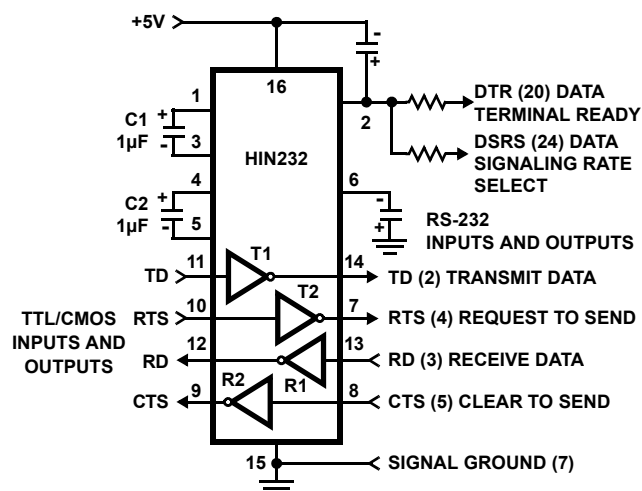 +5V
-
+
16
1
C1
+
1μF
-
3
HIN232
2
DTR (20) DATA
TERMINAL READY
DSRS (24) DATA
SIGNALING RATE
SELECT
4
C2
+
1μF
-
5
6
-
+
RS-232
INPUTS AND OUTPUTS
TD
11
T1
14
TD (2) TRANSMIT DATA
TTL/CMOS
INPUTS AND
OUTPUTS
RTS
10
T2
7
RTS (4) REQUEST TO SEND
RD
12
R1
13
RD (3) RECEIVE DATA
CTS
9
R2
8
CTS (5) CLEAR TO SEND
15
SIGNAL GROUND (7)